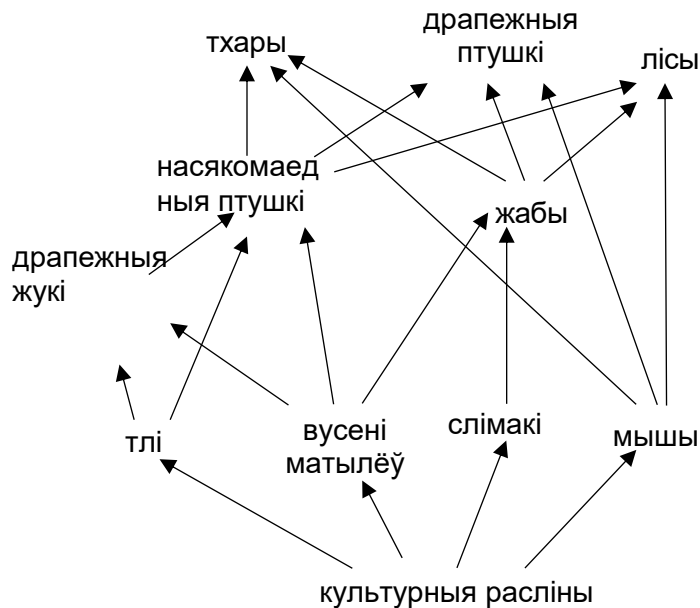 тхары
драпежныя
птушкі
лісы
насякомаед
ныя птушкі
жабы
драпежныя
жукі
тлі
вусені
матылёў
слімакі
мышы
культурныя расліны